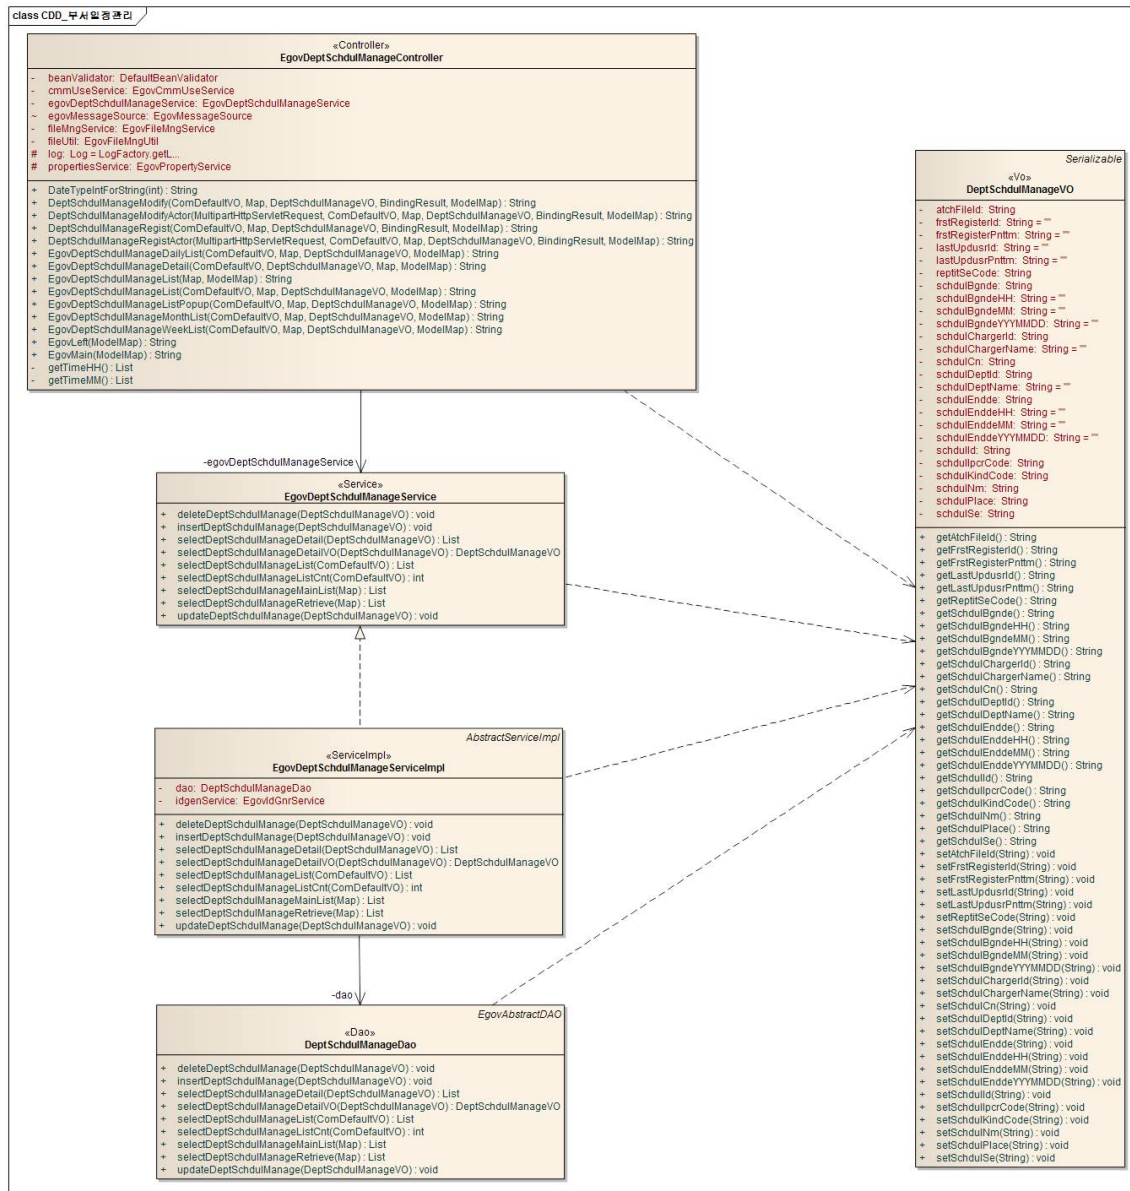 class CDD_부서일정관리
«Controller»
EgovDeptSchdulManageController
- beanValidator: DefaultBeanValidator
- cmmUseService: EgovCmmUseService
- egovDeptSchdulManageService: EgovDeptSchdulManageService
~ egovMessageSource: EgovMessageSource
- fileMngService: EgovFileMngService
- fileUtil: EgovFileMngUtil
# log: Log = LogFactory.getL...
# propertiesService: EgovPropertyService
+ DateTypeIntForString(int) : String
+ DeptSchdulManageModify(ComDefaultVO, Map, DeptSchdulManageVO, BindingResult, ModelMap) : String
+ DeptSchdulManageModifyActor(MultipartHttpServletRequest, ComDefaultVO, Map, DeptSchdulManageVO, BindingResult, ModelMap) : String
+ DeptSchdulManageRegist(ComDefaultVO, Map, DeptSchdulManageVO, BindingResult, ModelMap) : String
+ DeptSchdulManageRegistActor(MultipartHttpServletRequest, ComDefaultVO, Map, DeptSchdulManageVO, BindingResult, ModelMap) : String
+ EgovDeptSchdulManageDailyList(ComDefaultVO, Map, DeptSchdulManageVO, ModelMap) : String
+ EgovDeptSchdulManageDetail(ComDefaultVO, DeptSchdulManageVO, Map, ModelMap) : String
+ EgovDeptSchdulManageList(Map, ModelMap) : String
+ EgovDeptSchdulManageList(ComDefaultVO, Map, DeptSchdulManageVO, ModelMap) : String
+ EgovDeptSchdulManageListPopup(ComDefaultVO, Map, DeptSchdulManageVO, ModelMap) : String
+ EgovDeptSchdulManageMonthList(ComDefaultVO, Map, DeptSchdulManageVO, ModelMap) : String
+ EgovDeptSchdulManageWeekList(ComDefaultVO, Map, DeptSchdulManageVO, ModelMap) : String
+ EgovLeft(ModelMap) : String
+ EgovMain(ModelMap) : String
- getTimeHH() : List
- getTimeMM() : List
-egovDeptSchdulManageService
«Service»
EgovDeptSchdulManageService
+ deleteDeptSchdulManage(DeptSchdulManageVO) : void
+ insertDeptSchdulManage(DeptSchdulManageVO) : void
+ selectDeptSchdulManageDetail(DeptSchdulManageVO) : List
+ selectDeptSchdulManageDetailVO(DeptSchdulManageVO) : DeptSchdulManageVO
+ selectDeptSchdulManageList(ComDefaultVO) : List
+ selectDeptSchdulManageListCnt(ComDefaultVO) : int
+ selectDeptSchdulManageMainList(Map) : List
+ selectDeptSchdulManageRetrieve(Map) : List
+ updateDeptSchdulManage(DeptSchdulManageVO) : void
AbstractServiceImpl
«ServiceImpl»
EgovDeptSchdulManageServiceImpl
- dao: DeptSchdulManageDao
- idgenService: EgovIdGnrService
+ deleteDeptSchdulManage(DeptSchdulManageVO) : void
+ insertDeptSchdulManage(DeptSchdulManageVO) : void
+ selectDeptSchdulManageDetail(DeptSchdulManageVO) : List
+ selectDeptSchdulManageDetailVO(DeptSchdulManageVO) : DeptSchdulManageVO
+ selectDeptSchdulManageList(ComDefaultVO) : List
+ selectDeptSchdulManageListCnt(ComDefaultVO) : int
+ selectDeptSchdulManageMainList(Map) : List
+ selectDeptSchdulManageRetrieve(Map) : List
+ updateDeptSchdulManage(DeptSchdulManageVO) : void
-dao
EgovAbstractDAO
«Dao»
DeptSchdulManageDao
+ deleteDeptSchdulManage(DeptSchdulManageVO) : void
+ insertDeptSchdulManage(DeptSchdulManageVO) : void
+ selectDeptSchdulManageDetail(DeptSchdulManageVO) : List
+ selectDeptSchdulManageDetailVO(DeptSchdulManageVO) : DeptSchdulManageVO
+ selectDeptSchdulManageList(ComDefaultVO) : List
+ selectDeptSchdulManageListCnt(ComDefaultVO) : int
+ selectDeptSchdulManageMainList(Map) : List
+ selectDeptSchdulManageRetrieve(Map) : List
+ updateDeptSchdulManage(DeptSchdulManageVO) : void
Serializable
«Vo»
DeptSchdulManageVO
- atchFileId: String
- frstRegisterId: String = ""
- frstRegisterPnttm: String = ""
- lastUpdusrId: String = ""
- lastUpdusrPnttm: String = ""
- reptitSeCode: String
- schdulBgnde: String
- schdulBgndeHH: String = ""
- schdulBgndeMM: String = ""
- schdulBgndeYYYMMDD: String = ""
- schdulChargerId: String
- schdulChargerName: String = ""
- schdulCn: String
- schdulDeptId: String
- schdulDeptName: String = ""
- schdulEndde: String
- schdulEnddeHH: String = ""
- schdulEnddeMM: String = ""
- schdulEnddeYYYMMDD: String = ""
- schdulId: String
- schdulIpcrCode: String
- schdulKindCode: String
- schdulNm: String
- schdulPlace: String
- schdulSe: String
+ getAtchFileId() : String
+ getFrstRegisterId() : String
+ getFrstRegisterPnttm() : String
+ getLastUpdusrId() : String
+ getLastUpdusrPnttm() : String
+ getReptitSeCode() : String
+ getSchdulBgnde() : String
+ getSchdulBgndeHH() : String
+ getSchdulBgndeMM() : String
+ getSchdulBgndeYYYMMDD() : String
+ getSchdulChargerId() : String
+ getSchdulChargerName() : String
+ getSchdulCn() : String
+ getSchdulDeptId() : String
+ getSchdulDeptName() : String
+ getSchdulEndde() : String
+ getSchdulEnddeHH() : String
+ getSchdulEnddeMM() : String
+ getSchdulEnddeYYYMMDD() : String
+ getSchdulId() : String
+ getSchdulIpcrCode() : String
+ getSchdulKindCode() : String
+ getSchdulNm() : String
+ getSchdulPlace() : String
+ getSchdulSe() : String
+ setAtchFileId(String) : void
+ setFrstRegisterId(String) : void
+ setFrstRegisterPnttm(String) : void
+ setLastUpdusrId(String) : void
+ setLastUpdusrPnttm(String) : void
+ setReptitSeCode(String) : void
+ setSchdulBgnde(String) : void
+ setSchdulBgndeHH(String) : void
+ setSchdulBgndeMM(String) : void
+ setSchdulBgndeYYYMMDD(String) : void
+ setSchdulChargerId(String) : void
+ setSchdulChargerName(String) : void
+ setSchdulCn(String) : void
+ setSchdulDeptId(String) : void
+ setSchdulDeptName(String) : void
+ setSchdulEndde(String) : void
+ setSchdulEnddeHH(String) : void
+ setSchdulEnddeMM(String) : void
+ setSchdulEnddeYYYMMDD(String) : void
+ setSchdulId(String) : void
+ setSchdulIpcrCode(String) : void
+ setSchdulKindCode(String) : void
+ setSchdulNm(String) : void
+ setSchdulPlace(String) : void
+ setSchdulSe(String) : void